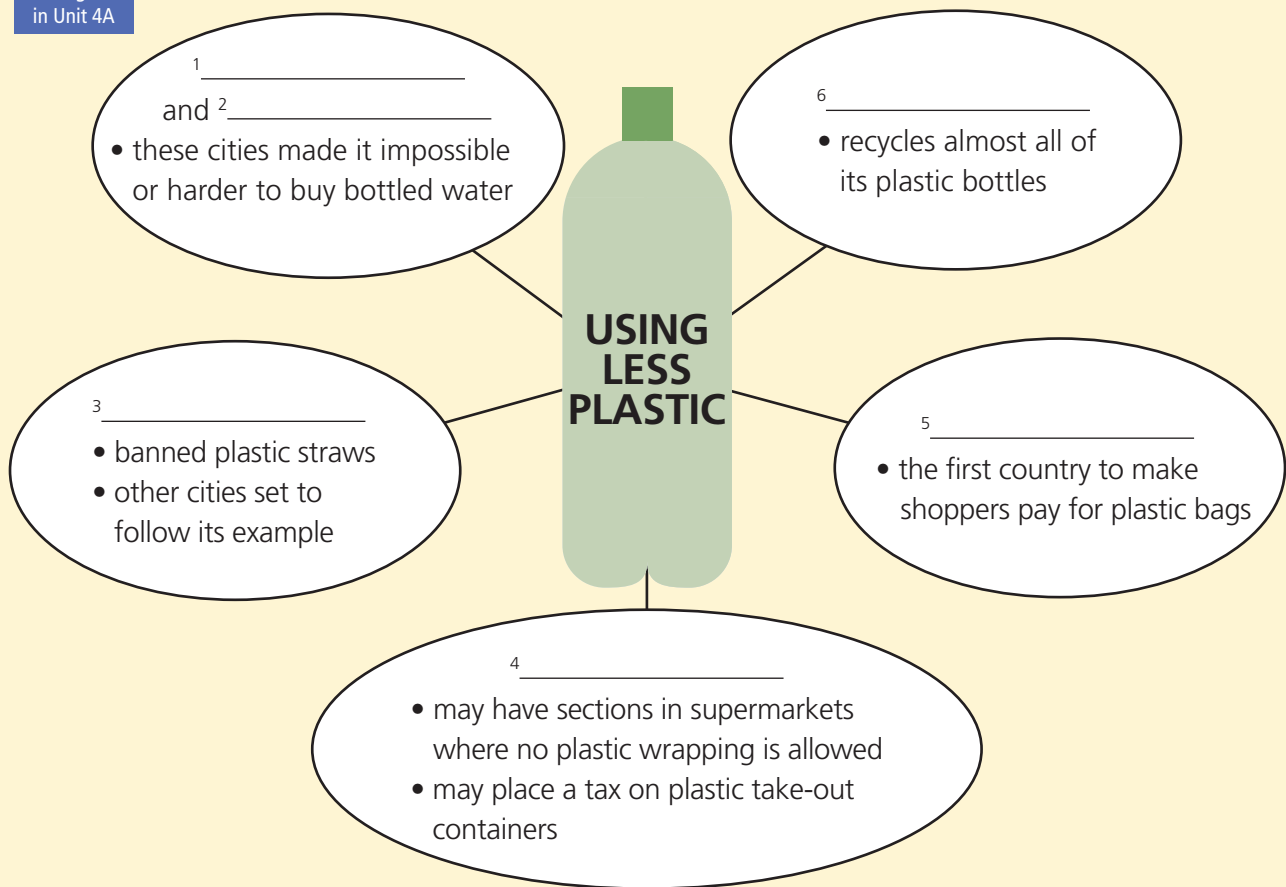 in Unit 4A
1
and 2
• these cities made it impossible
or harder to buy bottled water
6
• recycles almost all of
its plastic bottles
USING
LESS
PLASTIC
3
• banned plastic straws
• other cities set to
follow its example
5
• the first country to make
shoppers pay for plastic bags
4
• may have sections in supermarkets
where no plastic wrapping is allowed
• may place a tax on plastic take-out
containers